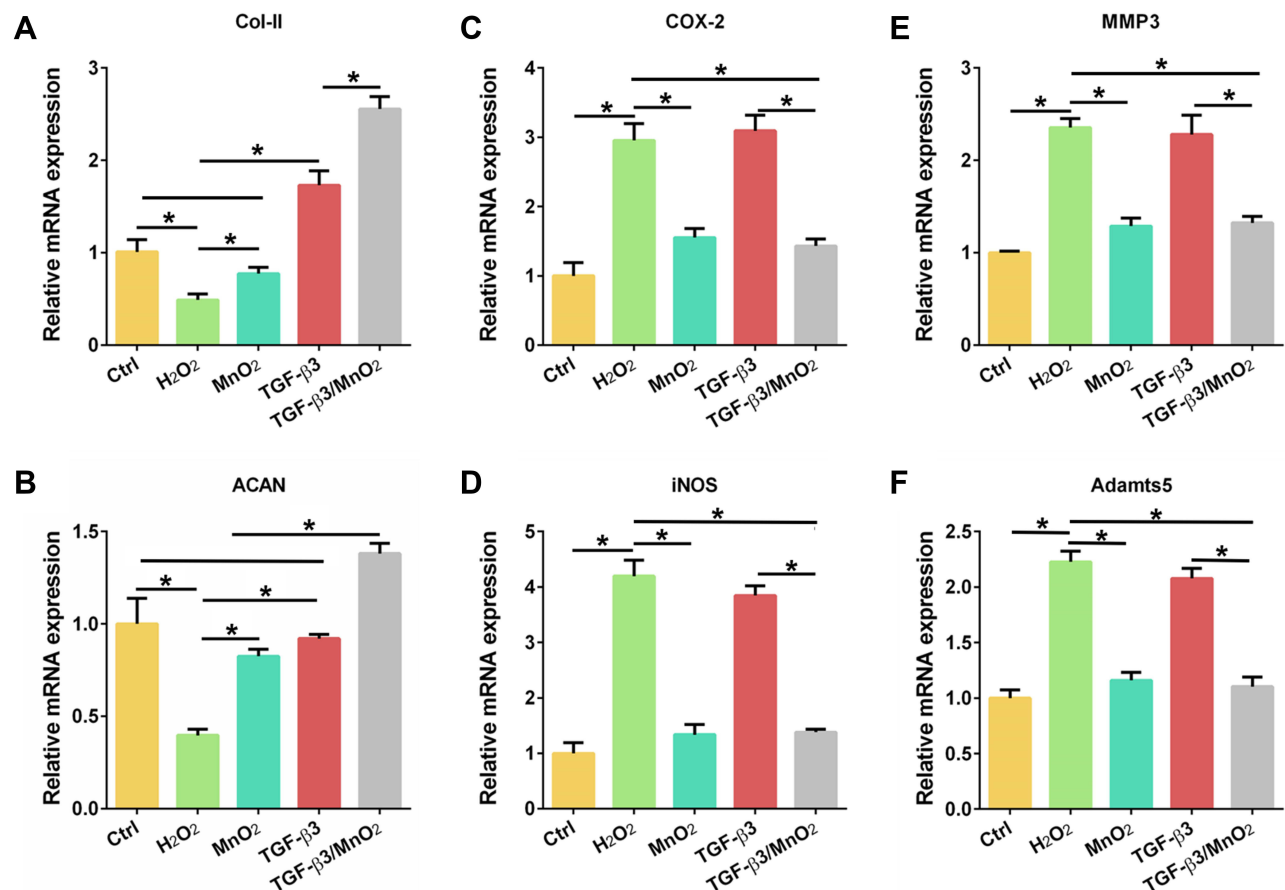 A
Col-II
Relative mRNA expression
3
2
1
0
*
*
*
*
Ctrl
H₂O₂
MnO₂
TGF-β3
TGF-β3/MnO₂
C
COX-2
Relative mRNA expression
4
3
2
1
0
*
*
*
*
Ctrl
H₂O₂
MnO₂
TGF-β3
TGF-β3/MnO₂
E
MMP3
Relative mRNA expression
3
2
1
0
*
*
*
*
Ctrl
H₂O₂
MnO₂
TGF-β3
TGF-β3/MnO₂
B
ACAN
Relative mRNA expression
1.5
1.0
0.5
0.0
*
*
*
*
Ctrl
H₂O₂
MnO₂
TGF-β3
TGF-β3/MnO₂
D
iNOS
Relative mRNA expression
5
4
3
2
1
0
*
*
*
*
Ctrl
H₂O₂
MnO₂
TGF-β3
TGF-β3/MnO₂
F
Adamts5
Relative mRNA expression
2.5
2.0
1.5
1.0
0.5
0.0
*
*
*
*
Ctrl
H₂O₂
MnO₂
TGF-β3
TGF-β3/MnO₂